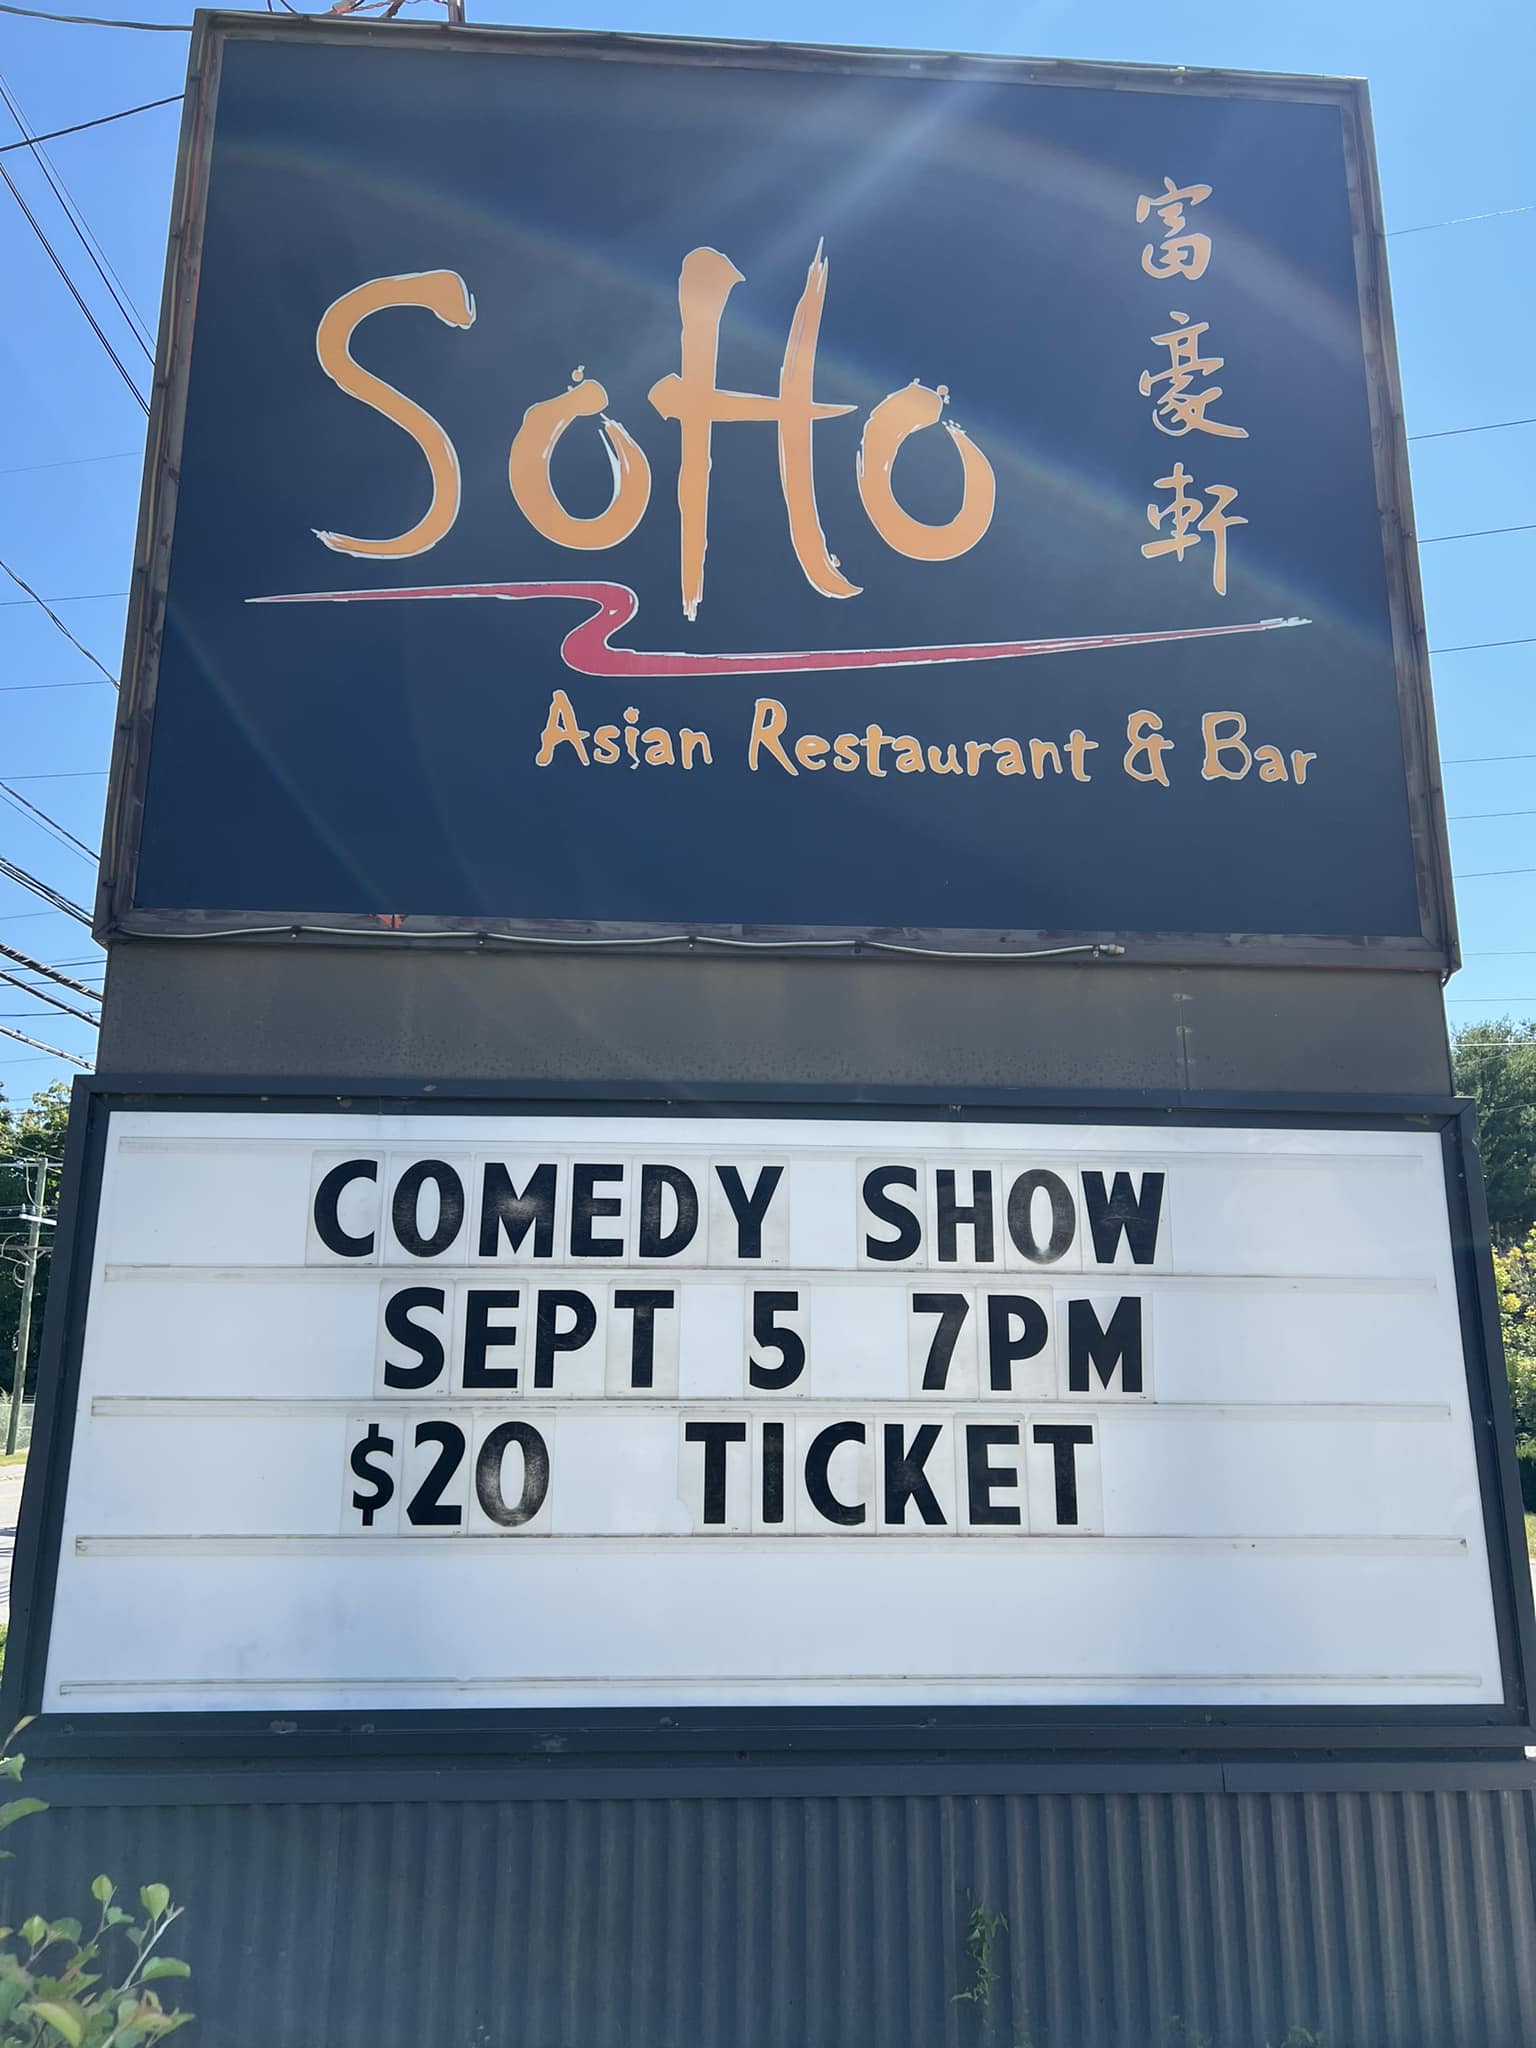 SoHo
富豪軒
Asian Restaurant & Bar
COMEDY SHOW
SEPT 5 7PM
$20 TICKET